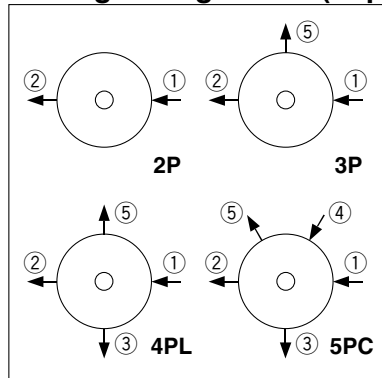 ⑤
② ① ② ①
2P 3P
⑤ ⑤ ④
② ① ② ①
③ 4PL ③ 5PC